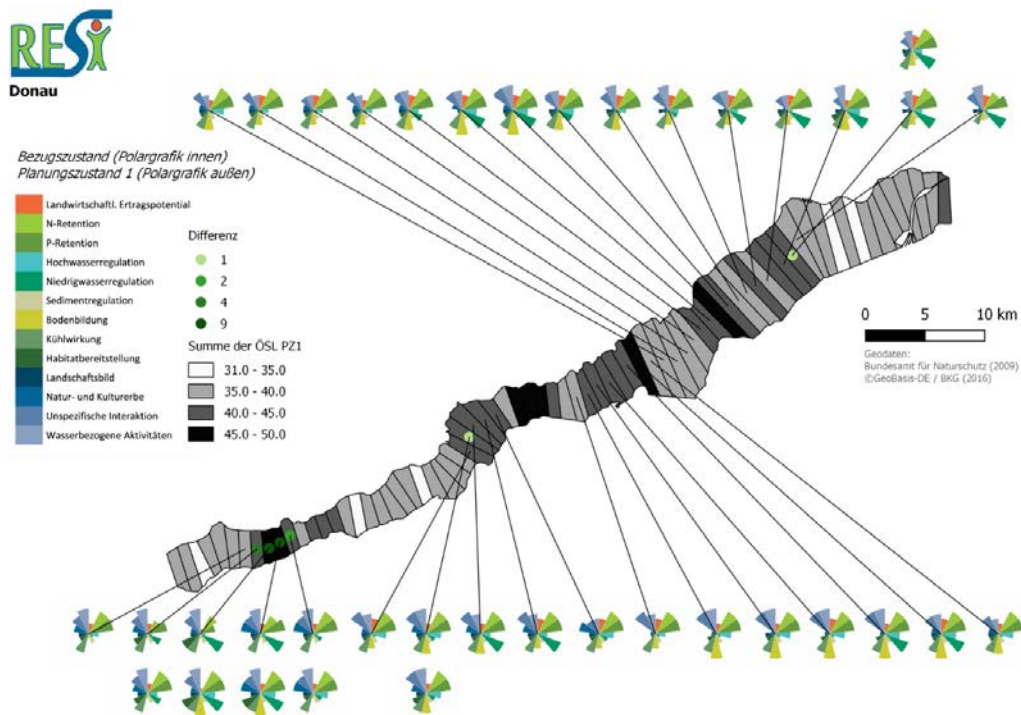 RESI
Donau
Bezugszustand (Polargrafik innen)
Planungszustand 1 (Polargrafik außen)
Landwirtschaftl. Ertragspotential
N-Retention
P-Retention
Hochwasserregulation
Niedrigwasserregulation
Sedimentregulation
Bodenbildung
Kühlwirkung
Habitatbereitstellung
Landschaftsbild
Natur- und Kulturerbe
Unspezifische Interaktion
Wasserbezogene Aktivitäten
Differenz
1
2
4
9
Summe der ÖSL PZ1
31.0 - 35.0
35.0 - 40.0
40.0 - 45.0
45.0 - 50.0
0 5 10 km
Geodaten:
Bundesamt für Naturschutz (2009)
©GeoBasis-DE / BKG (2016)